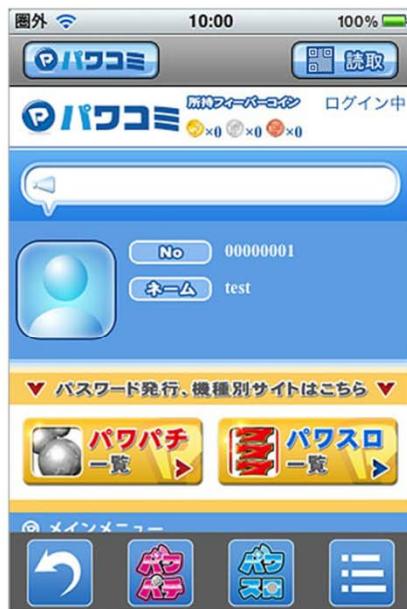 圏外 10:00 100%
パワコミ 読取
パワコミ 所持フィーバーコイン ×0 ×0 ×0 ログイン中
No 00000001
ネーム test
▼ パスワード発行、機種別サイトはこちら ▼
パワパチ一覧 パワスロ一覧
メインメニュー
パワパチ パワスロ